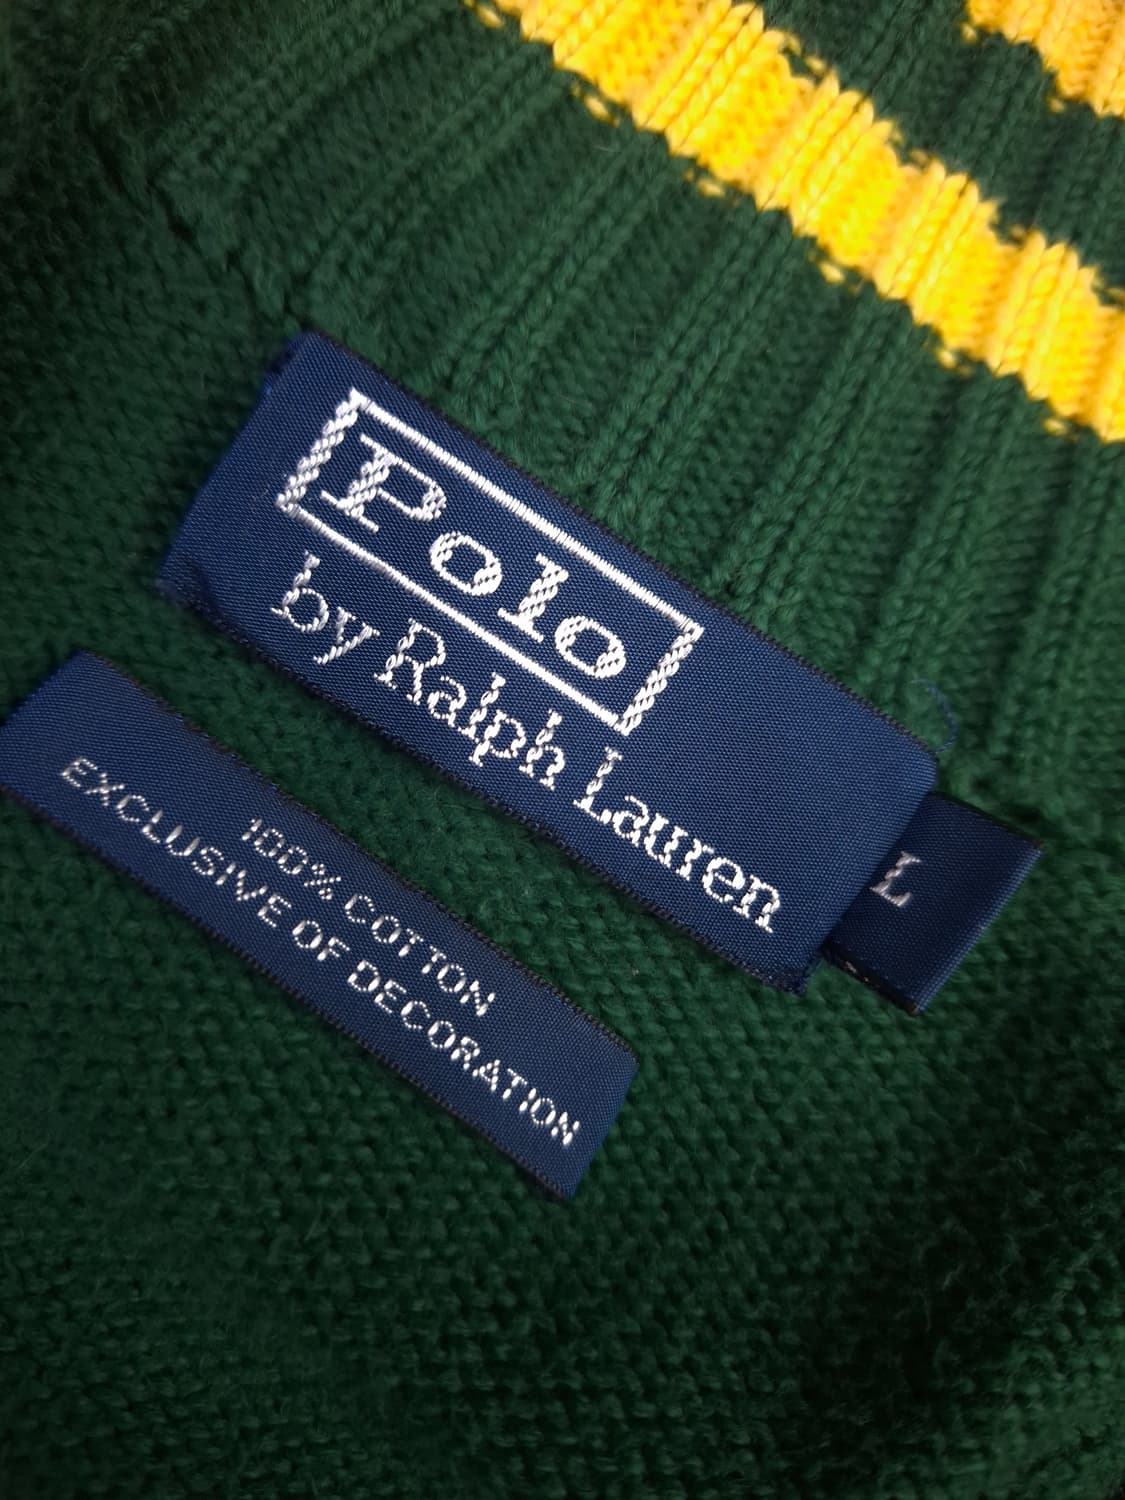 Polo
by Ralph Lauren
L
100% COTTON
EXCLUSIVE OF DECORATION